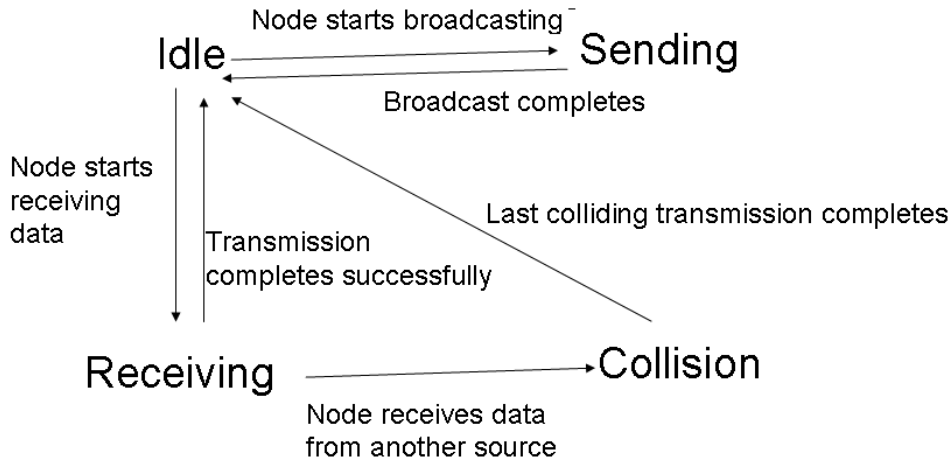 Node starts broadcasting
Idle
Sending
Broadcast completes
Node starts
receiving
data
Last colliding transmission completes
Transmission
completes successfully
Receiving
Collision
Node receives data
from another source